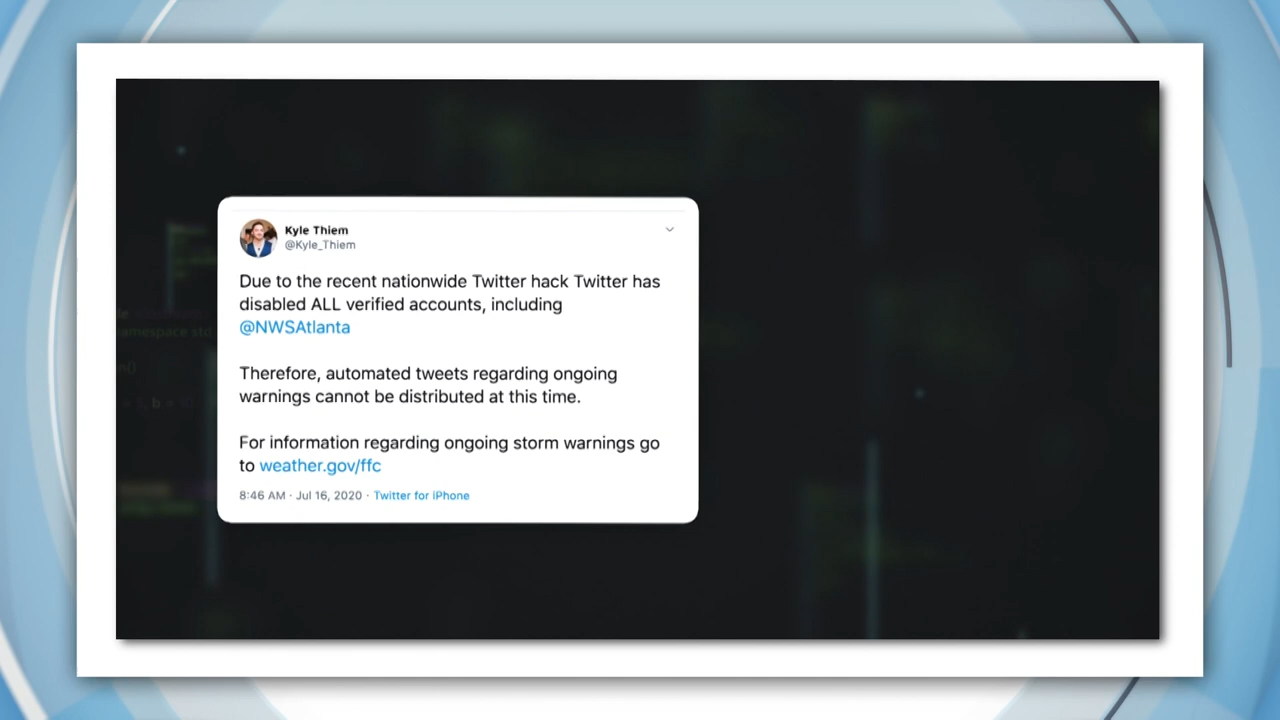 Kyle Thiem
@Kyle_Thiem
Due to the recent nationwide Twitter hack Twitter has
disabled ALL verified accounts, including
@NWSAtlanta
Therefore, automated tweets regarding ongoing
warnings cannot be distributed at this time.
For information regarding ongoing storm warnings go
to weather.gov/ffc
8:46 AM · Jul 16, 2020 · Twitter for iPhone